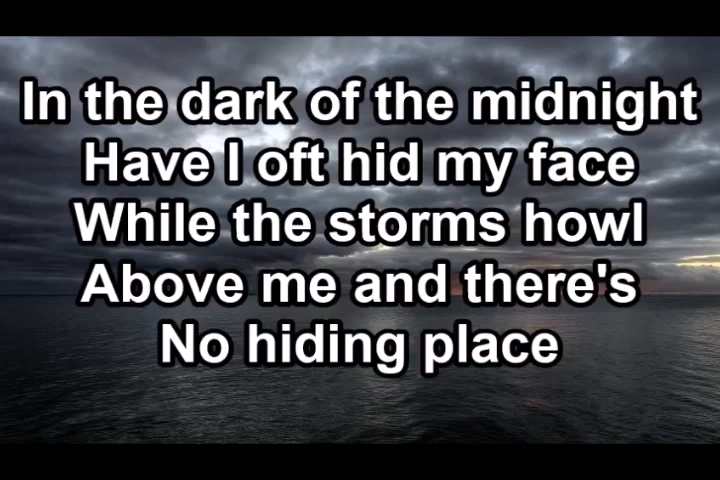 In the dark of the midnight
Have I oft hid my face
While the storms howl
Above me and there's
No hiding place